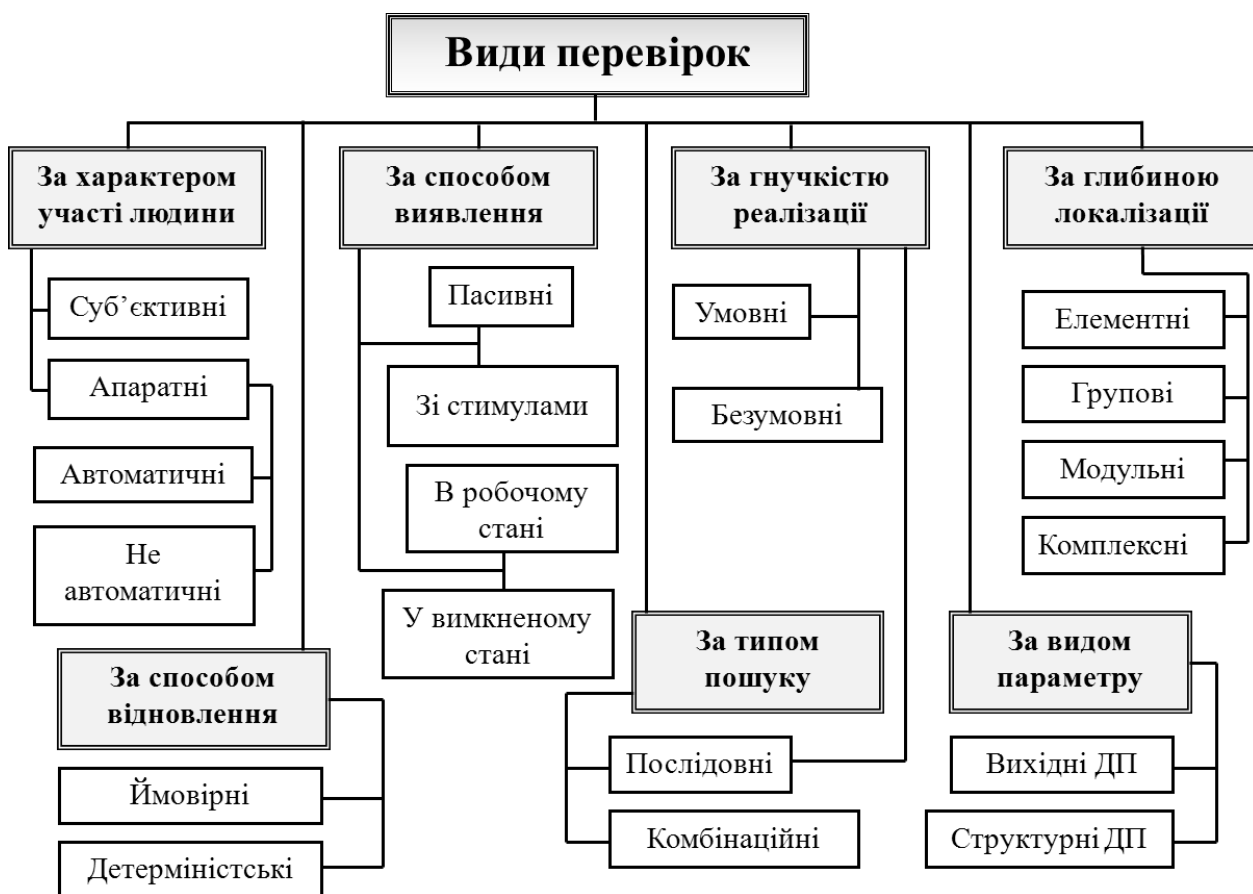 Види перевірок
За характером
участі людини
Суб’єктивні
Апаратні
Автоматичні
Не
автоматичні
За способом
відновлення
Ймовірні
Детерміністські
За способом
виявлення
Пасивні
Зі стимулами
В робочому
стані
У вимкненому
стані
За гнучкістю
реалізації
Умовні
Безумовні
За типом
пошуку
Послідовні
Комбінаційні
За глибиною
локалізації
Елементні
Групові
Модульні
Комплексні
За видом
параметру
Вихідні ДП
Структурні ДП